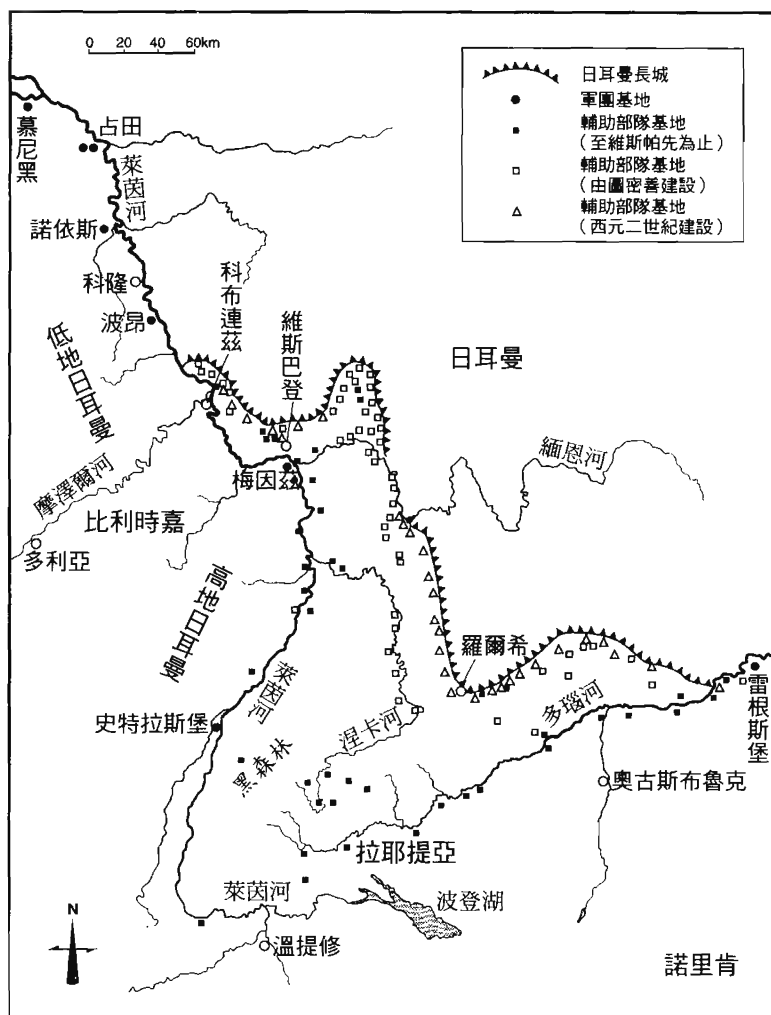 0 20 40 60km
日耳曼長城
軍團基地
輔助部隊基地
(至維斯帕先為止)
輔助部隊基地
(由圖密善建設)
輔助部隊基地
(西元二世紀建設)
慕尼黑
占田
萊茵河
諾依斯
科隆
波昂
科布連茲
維斯巴登
低地日耳曼
日耳曼
緬恩河
摩澤爾河
梅因茲
比利時嘉
多利亞
高地日耳曼
羅爾希
萊茵河
多瑙河
雷根斯堡
史特拉斯堡
涅卡河
黑森林
奧古斯布魯克
拉耶提亞
萊茵河
波登湖
N
溫提修
諾里肯